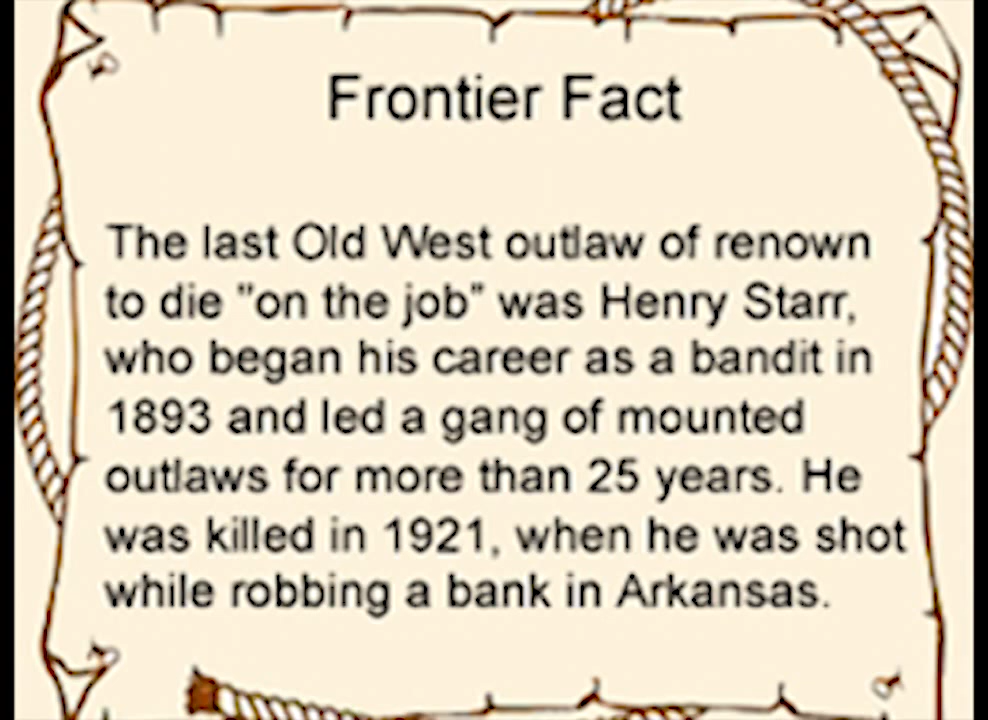 Frontier Fact
The last Old West outlaw of renown
to die "on the job" was Henry Starr,
who began his career as a bandit in
1893 and led a gang of mounted
outlaws for more than 25 years. He
was killed in 1921, when he was shot
while robbing a bank in Arkansas.